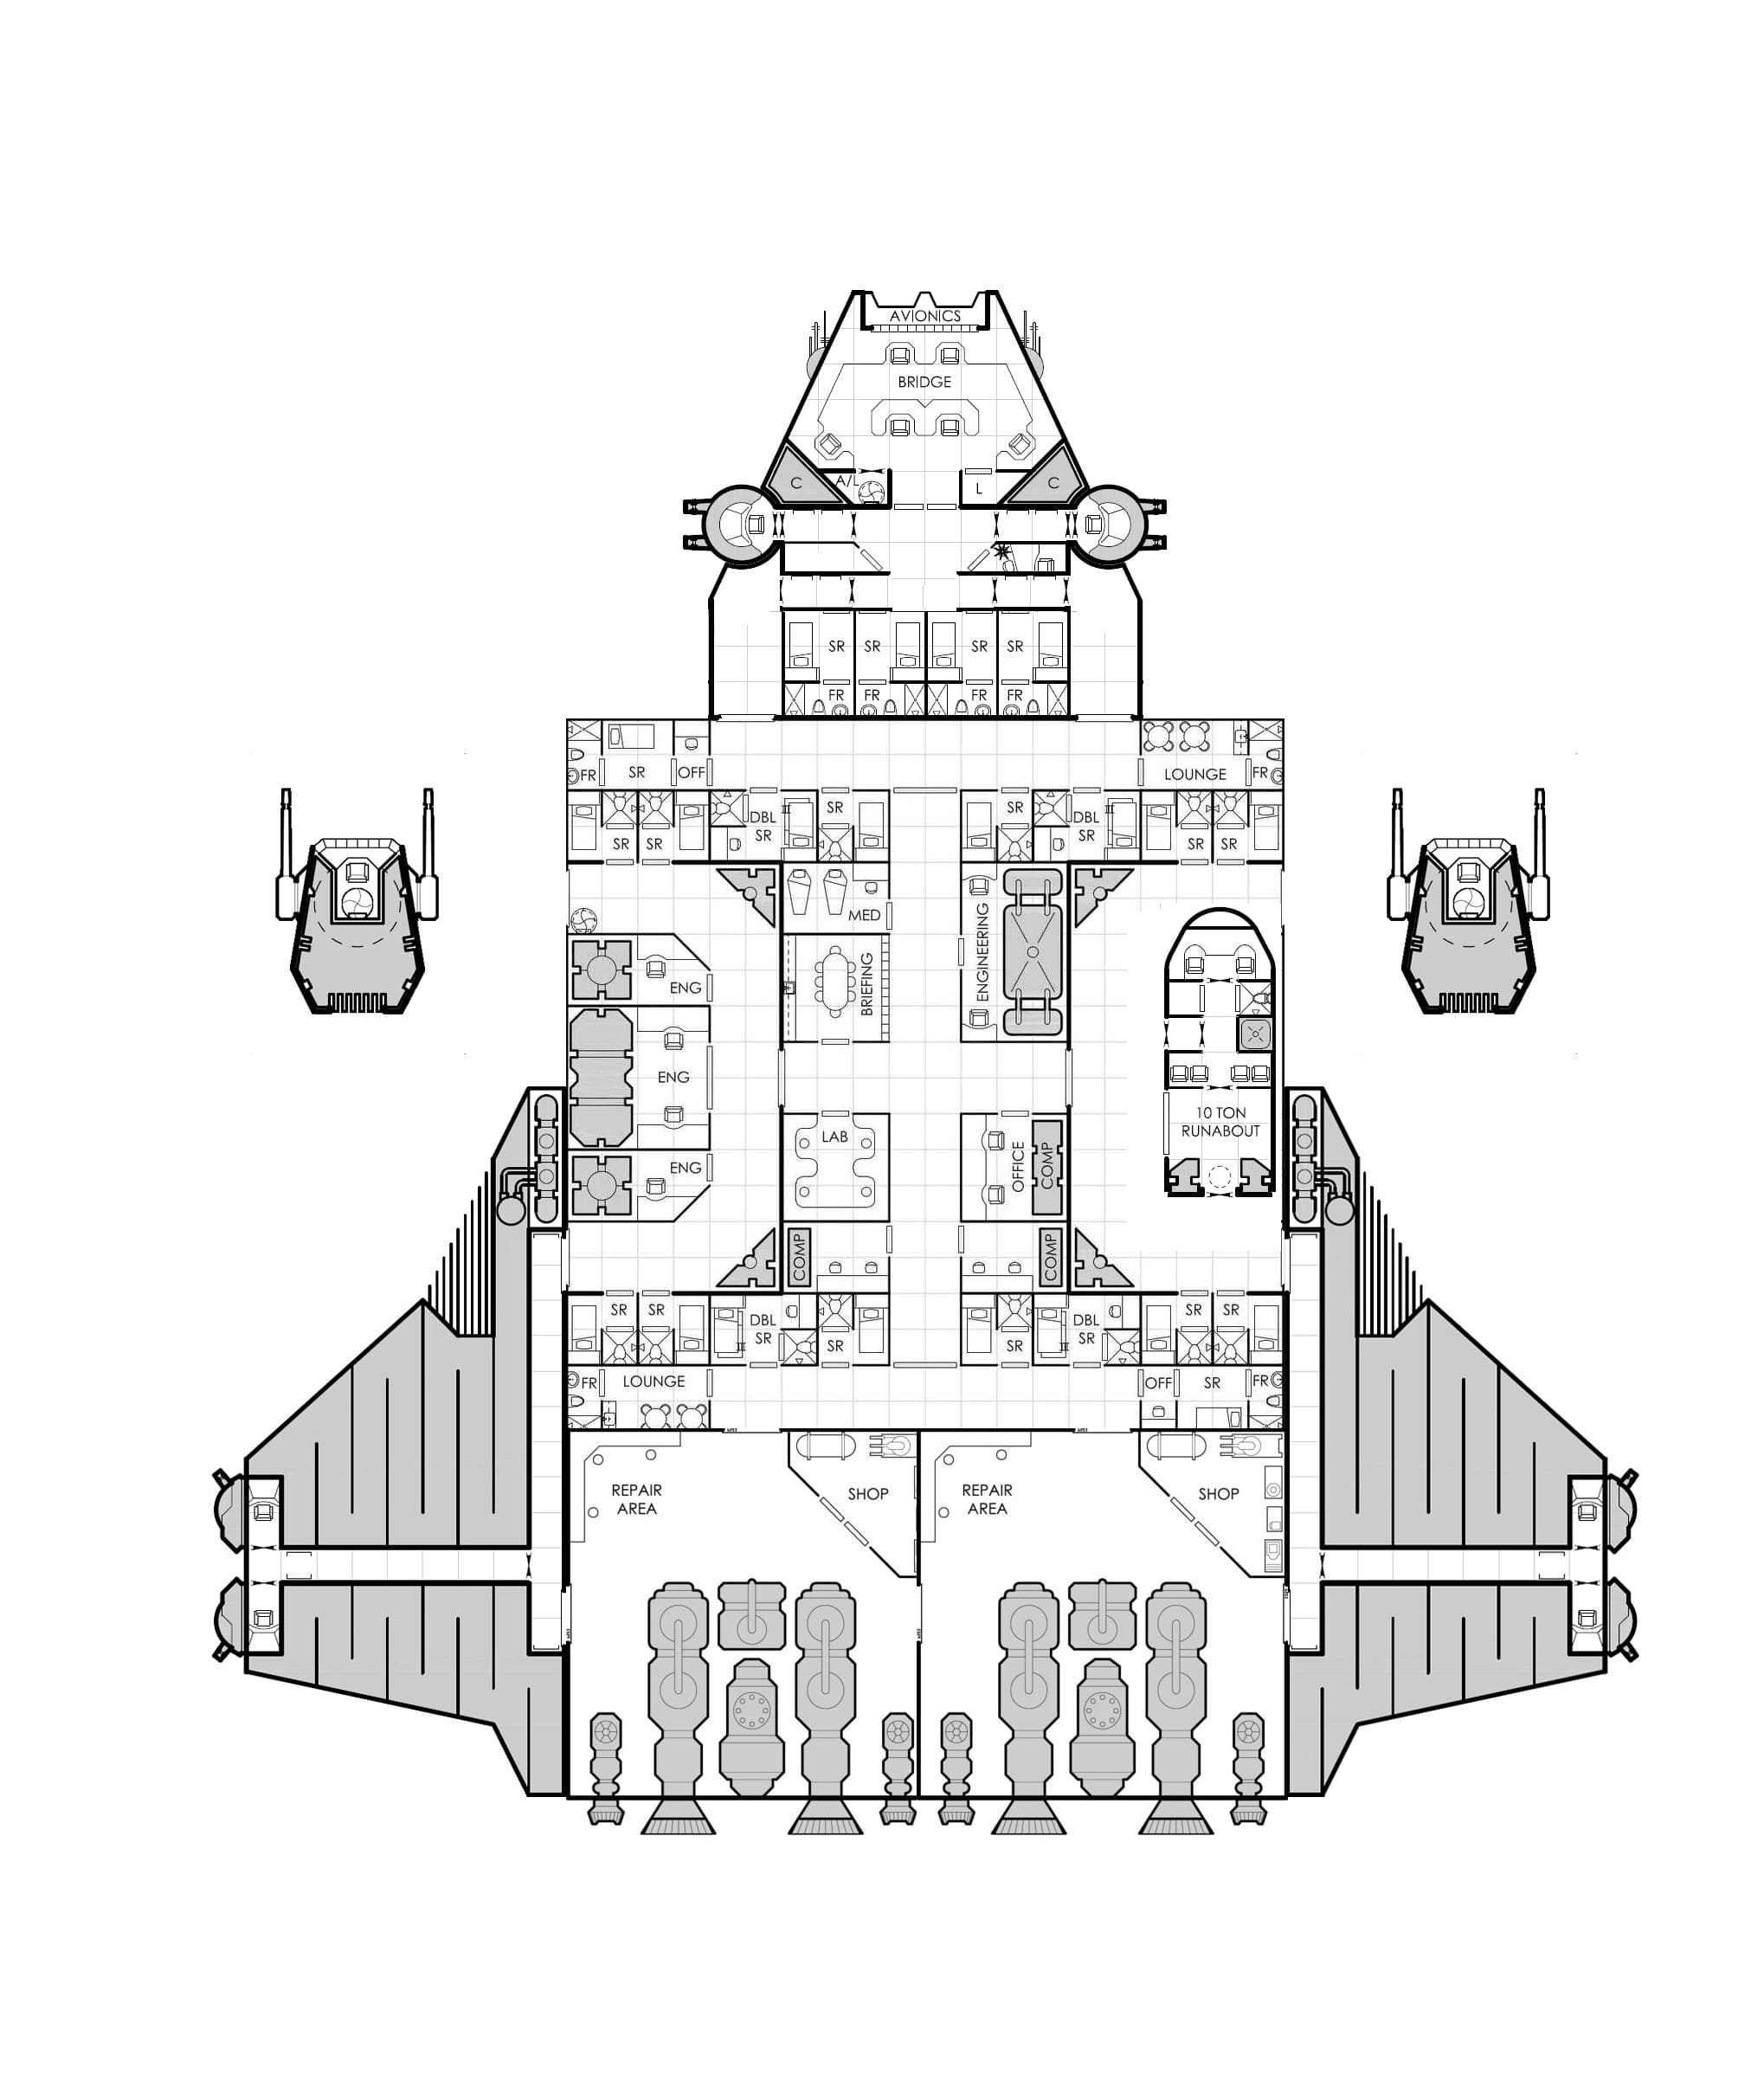 AVIONICS
BRIDGE
C
A/L
L
C
SR
SR
SR
SR
FR
FR
FR
FR
FR
SR
OFF
LOUNGE
FR
SR
SR
DBL
SR
SR
SR
DBL
SR
SR
SR
MED
ENGINEERING
BRIEFING
ENG
ENG
ENG
10 TON
RUNABOUT
LAB
OFFICE
COMP
COMP
COMP
SR
SR
DBL
SR
SR
SR
DBL
SR
SR
SR
FR
LOUNGE
OFF
SR
FR
REPAIR
AREA
SHOP
REPAIR
AREA
SHOP